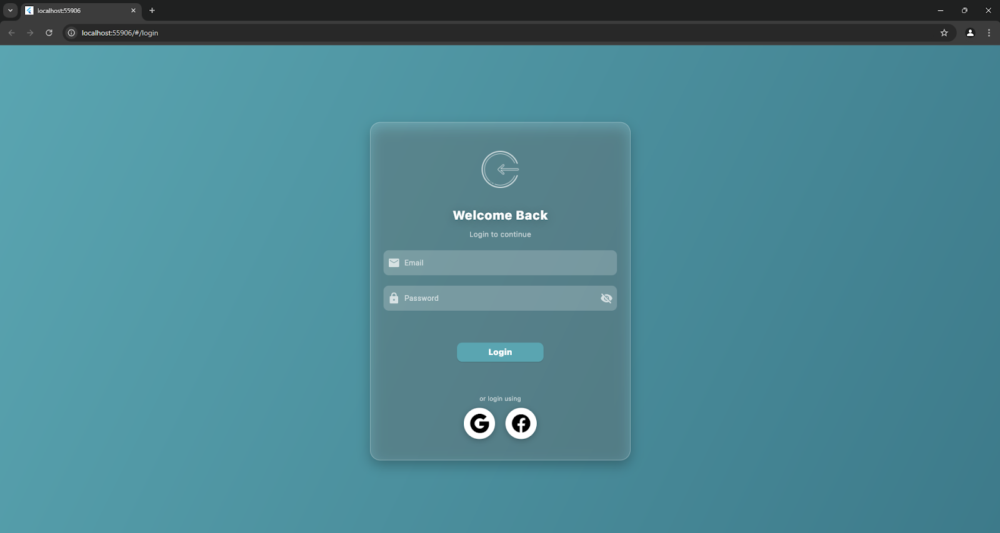 localhost:55906
localhost:55906/#/login
Welcome Back
Login to continue
Email
Password
Login
or login using